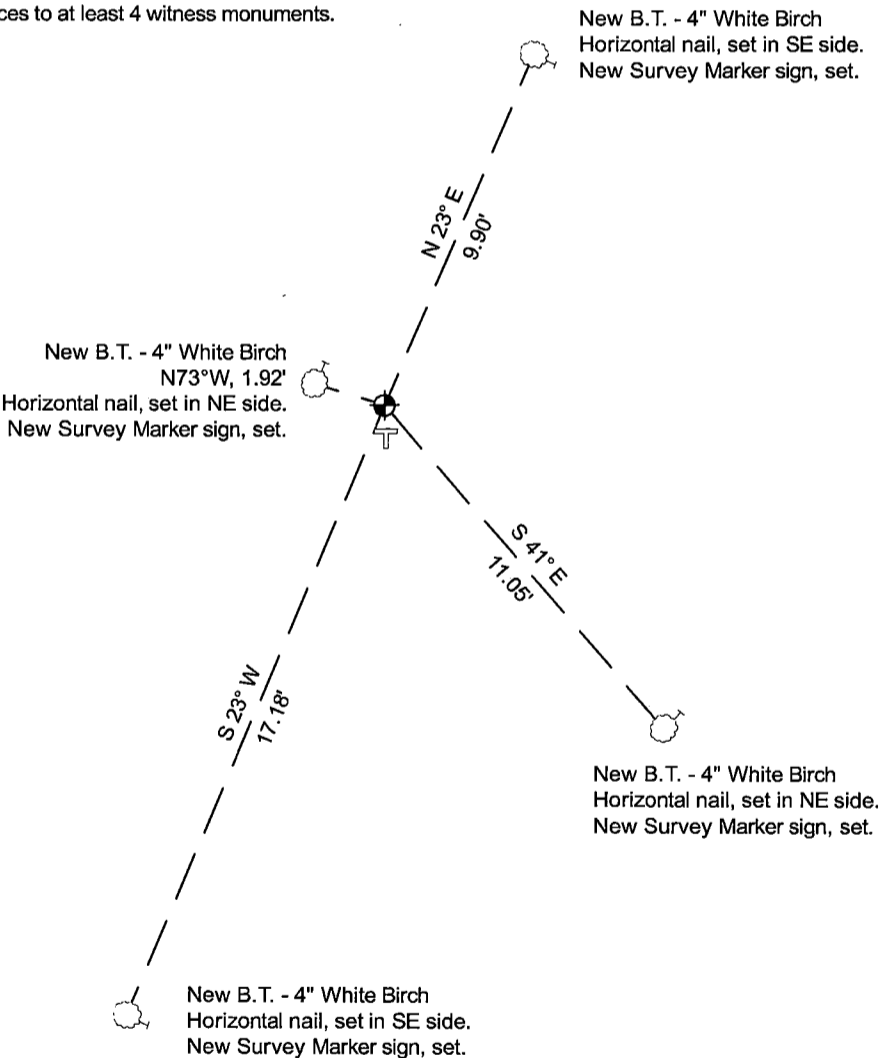 ces to at least 4 witness monuments.
New B.T. - 4" White Birch
Horizontal nail, set in SE side.
New Survey Marker sign, set.
N 23° E
9.90'
New B.T. - 4" White Birch
N73°W, 1.92'
Horizontal nail, set in NE side.
New Survey Marker sign, set.
T
S 41° E
11.05'
S 23° W
17.18'
New B.T. - 4" White Birch
Horizontal nail, set in NE side.
New Survey Marker sign, set.
New B.T. - 4" White Birch
Horizontal nail, set in SE side.
New Survey Marker sign, set.